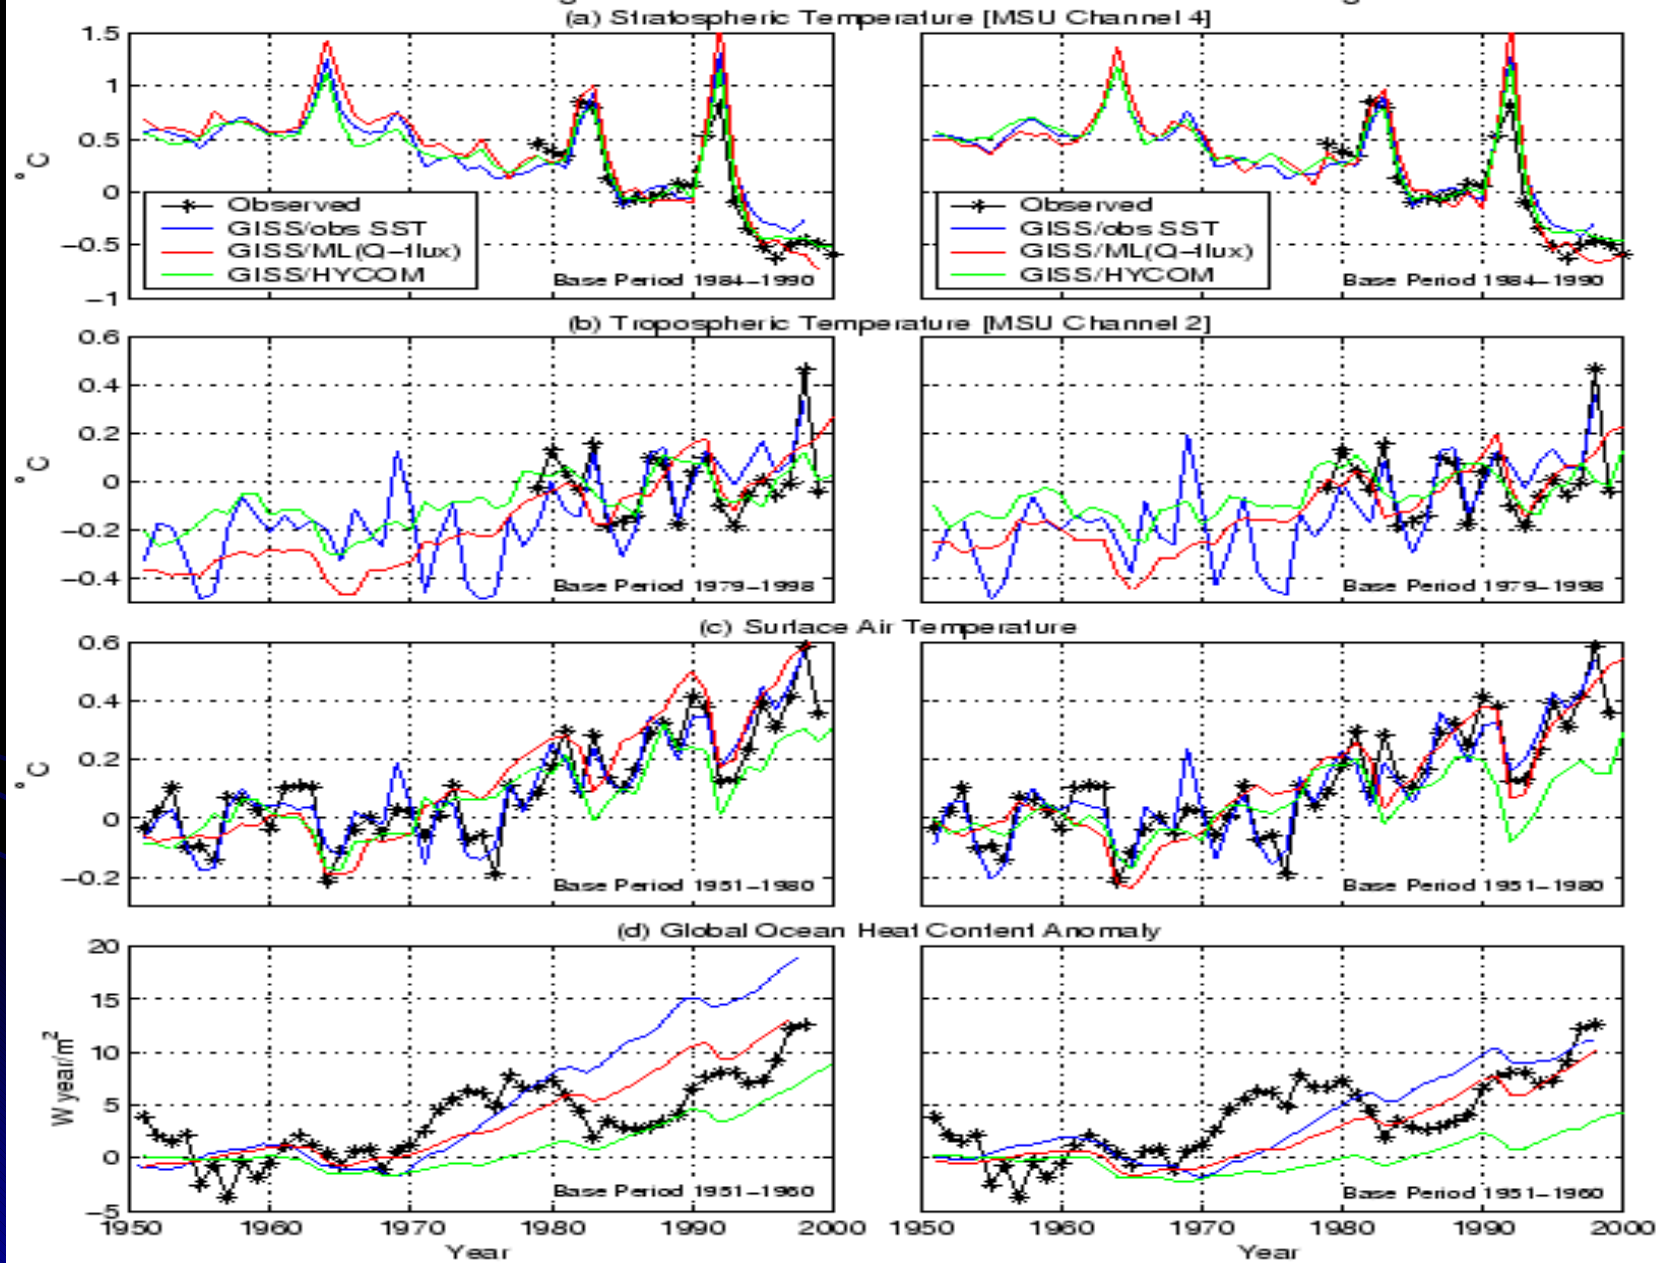 (a) Stratospheric Temperature [MSU Channel 4]
1.5
1
0.5
0
−0.5
−1
°C
Observed
GISS/obs SST
GISS/ML(Q−flux)
GISS/HYCOM
Base Period 1984−1990
Observed
GISS/obs SST
GISS/ML(Q−flux)
GISS/HYCOM
Base Period 1984−1990
(b) Tropospheric Temperature [MSU Channel 2]
0.6
0.4
0.2
0
−0.2
−0.4
°C
Base Period 1979−1998
Base Period 1979−1998
(c) Surface Air Temperature
0.6
0.4
0.2
0
−0.2
°C
Base Period 1951−1980
Base Period 1951−1980
(d) Global Ocean Heat Content Anomaly
20
15
10
5
0
−5
W year/m²
Base Period 1951−1960
Base Period 1951−1960
1950 1960 1970 1980 1990 2000
1950 1960 1970 1980 1990 2000
Year
Year